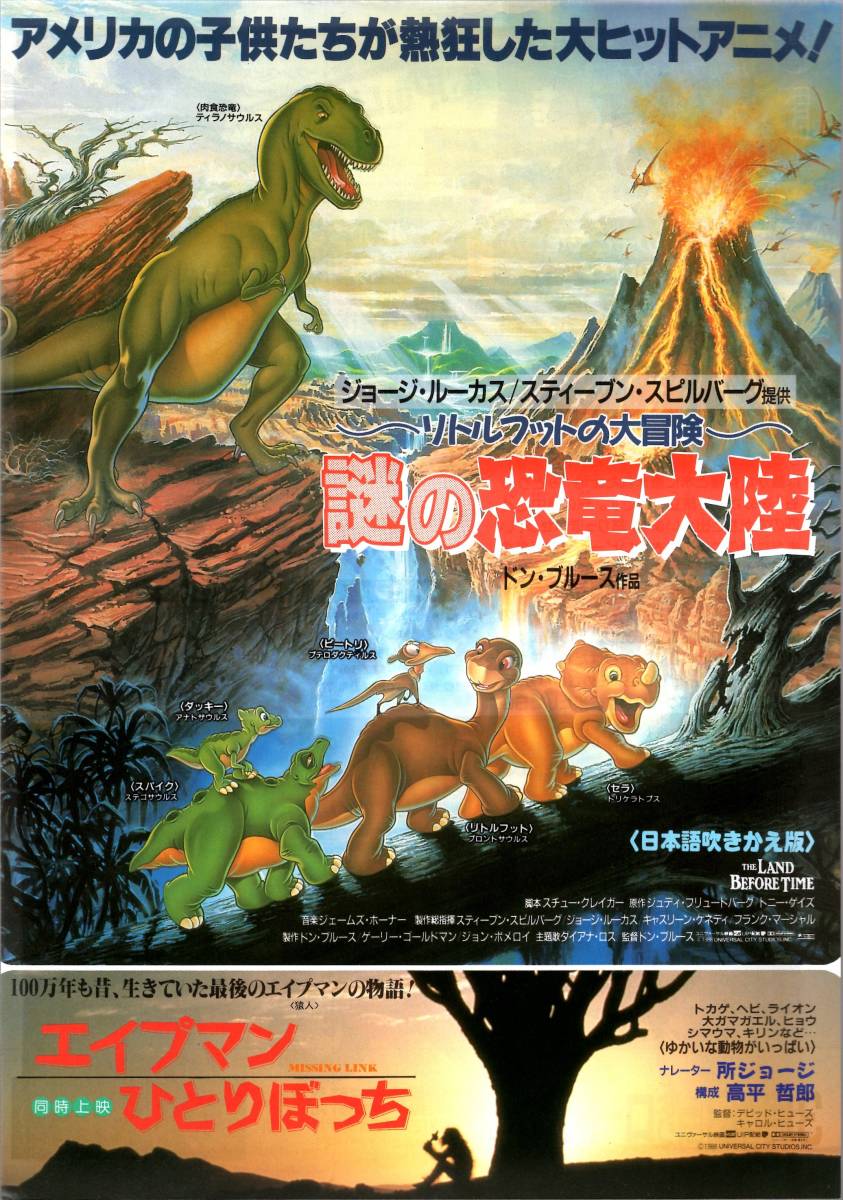 アメリカの子供たちが熱狂した大ヒットアニメ!
〈肉食恐竜〉
ティラノサウルス
ジョージ・ルーカス/スティーブン・スピルバーグ提供
〜リトルフットの大冒険〜
謎の恐竜大陸
ドン・ブルース作品
〈ピートリ〉
プテロダクティルス
〈ダッキー〉
アナトサウルス
〈スパイク〉
ステゴサウルス
〈セラ〉
トリケラトプス
〈リトルフット〉
ブロントサウルス
〈日本語吹きかえ版〉
THE LAND
BEFORE TIME
脚本スチュー・クレイガー 原作ジュディ・フリュードバーグ/トニー・ゲイズ
音楽ジェームズ・ホーナー 製作総指揮スティーブン・スピルバーグ/ジョージ・ルーカス キャスリーン・ケネディ/フランク・マーシャル
製作ドン・ブルース/ゲーリー・ゴールドマン/ジョン・ポメロイ 主題歌ダイアナ・ロス 監督ドン・ブルース
UNIVERSAL CITY STUDIOS, INC.
100万年も昔、生きていた最後のエイプマンの物語!
〈猿人〉
エイプマン
MISSING LINK
同時上映 ひとりぼっち
トカゲ、ヘビ、ライオン
大ガマガエル、ヒョウ
シマウマ、キリンなど…
〈ゆかいな動物がいっぱい〉
ナレーター 所ジョージ
構成 高平 哲郎
監督:デビッド・ヒューズ
キャロル・ヒューズ
ユニヴァーサル映画 UIP配給
©1988 UNIVERSAL CITY STUDIOS, INC.